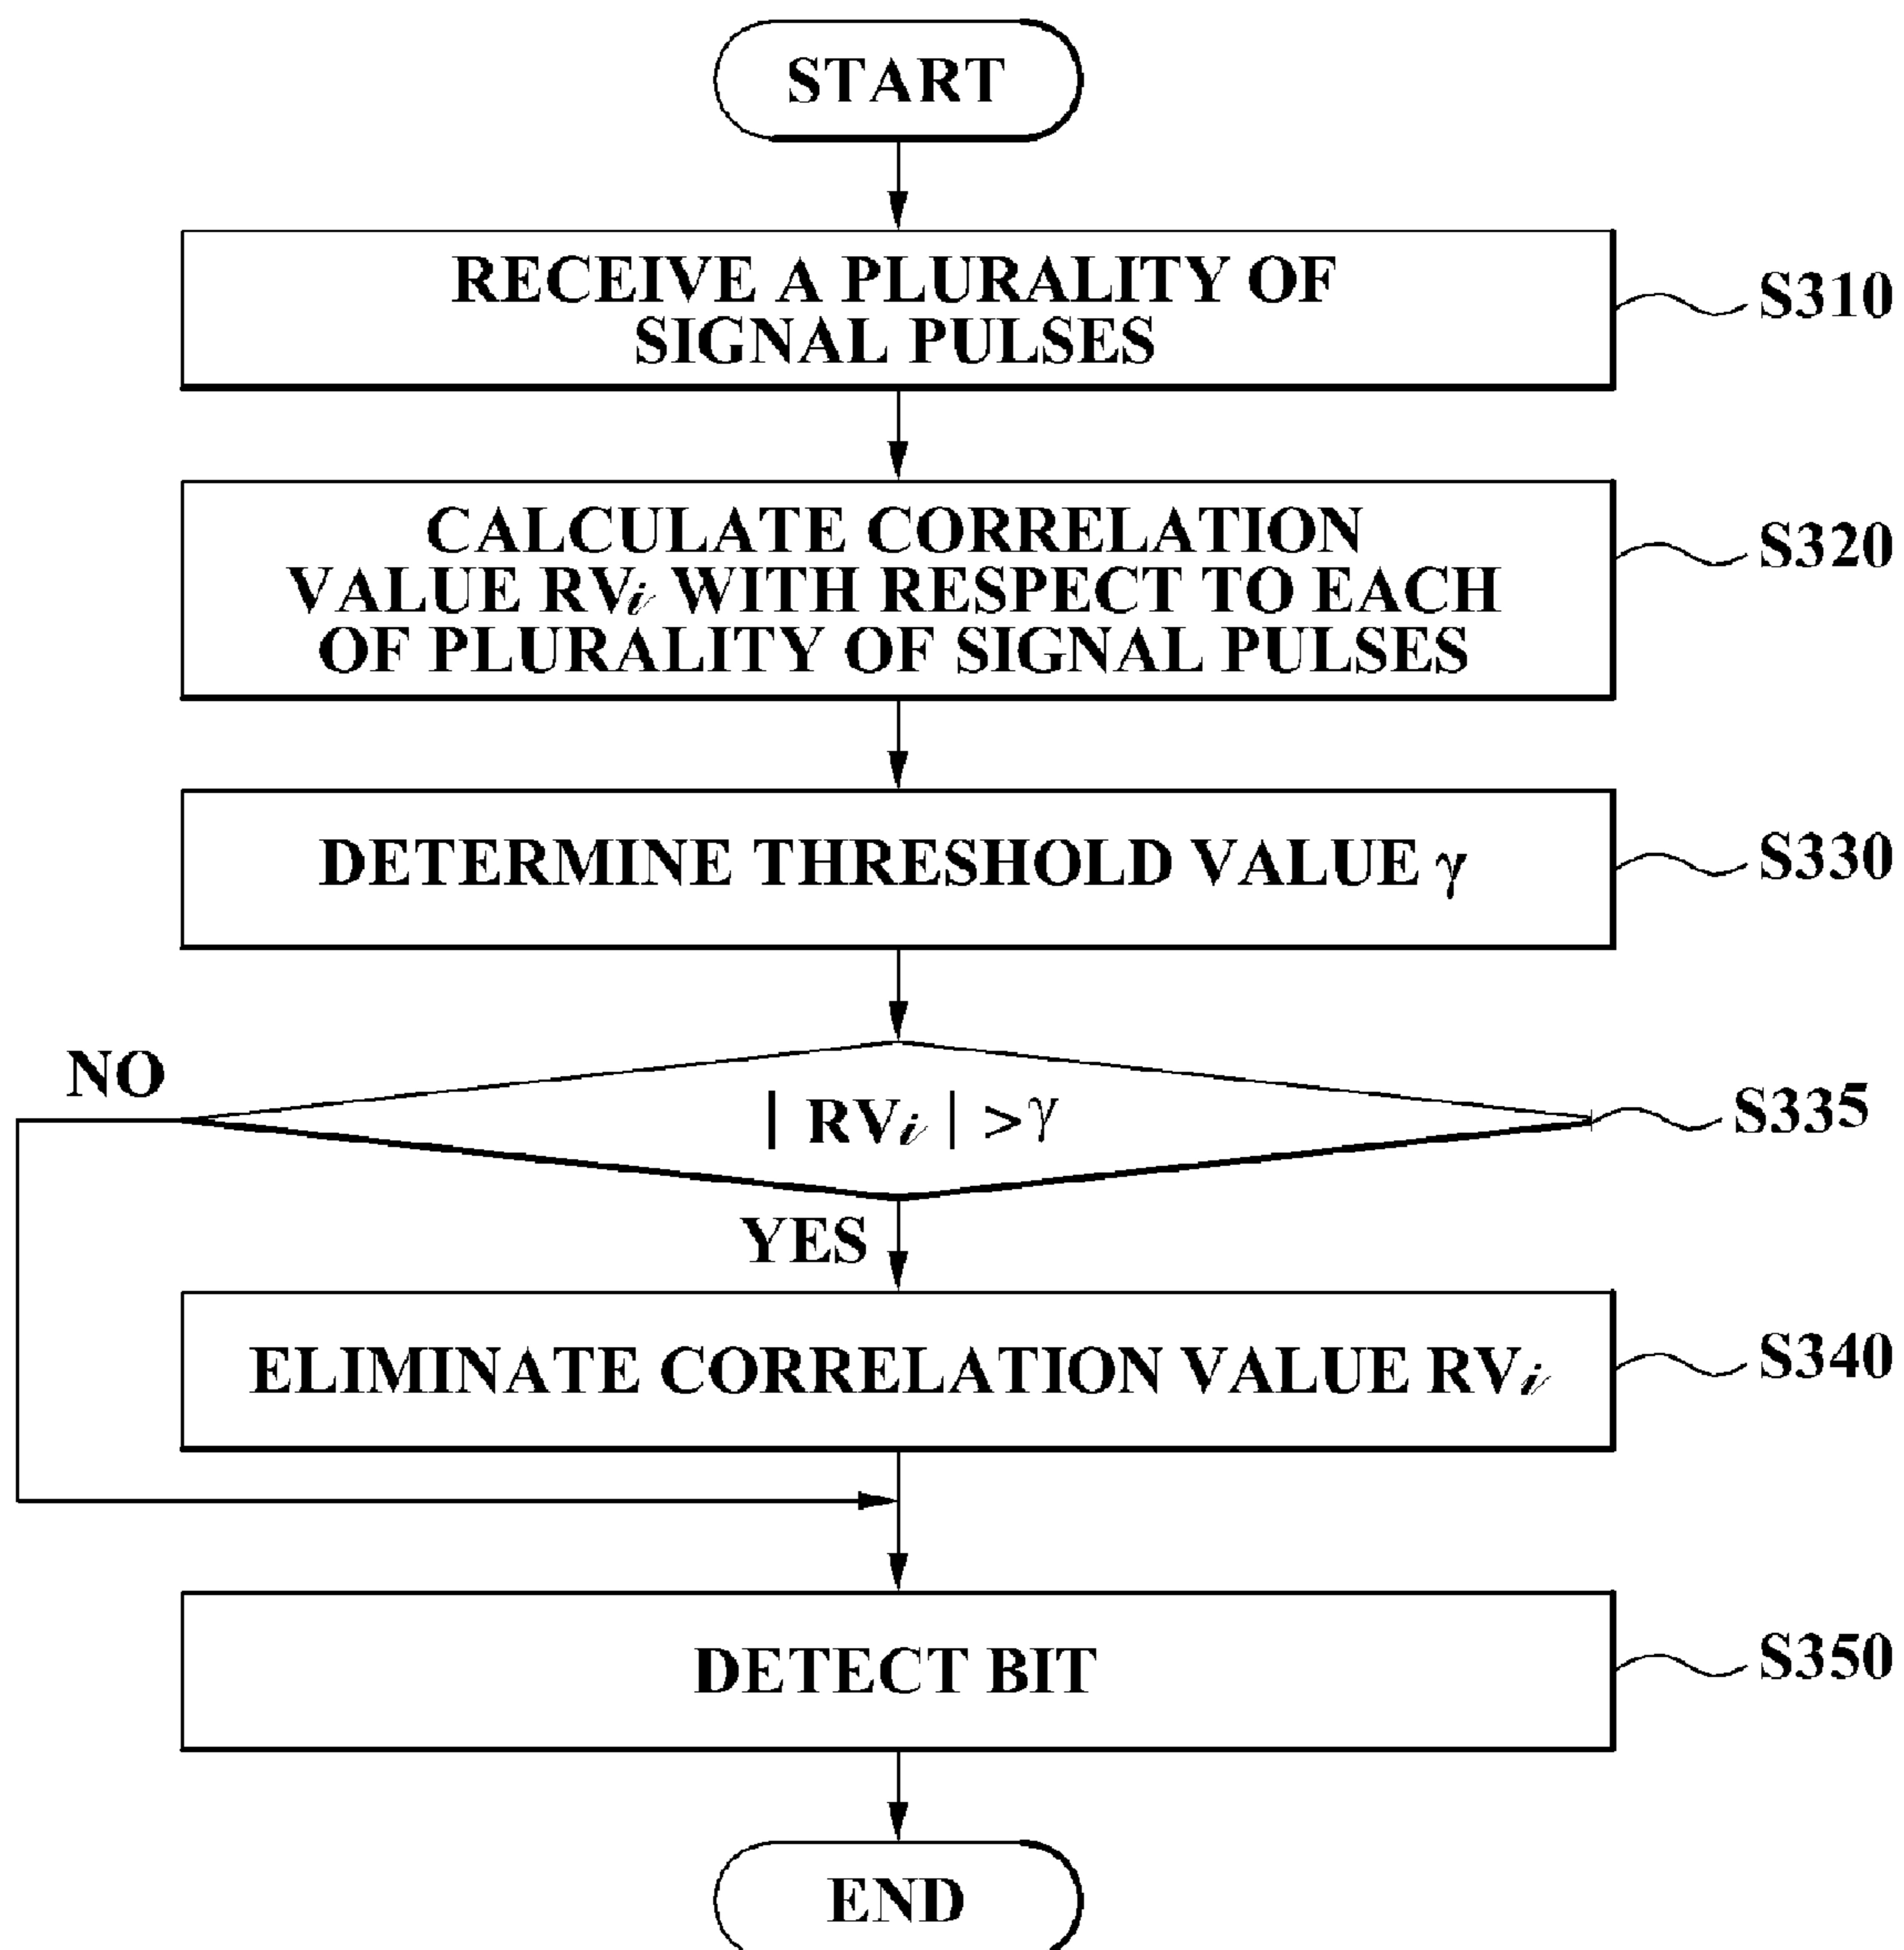 START
RECEIVE A PLURALITY OF
SIGNAL PULSES
S310
CALCULATE CORRELATION
VALUE RVi WITH RESPECT TO EACH
OF PLURALITY OF SIGNAL PULSES
S320
DETERMINE THRESHOLD VALUE γ
S330
NO
| RVi | > γ
S335
YES
ELIMINATE CORRELATION VALUE RVi
S340
DETECT BIT
S350
END